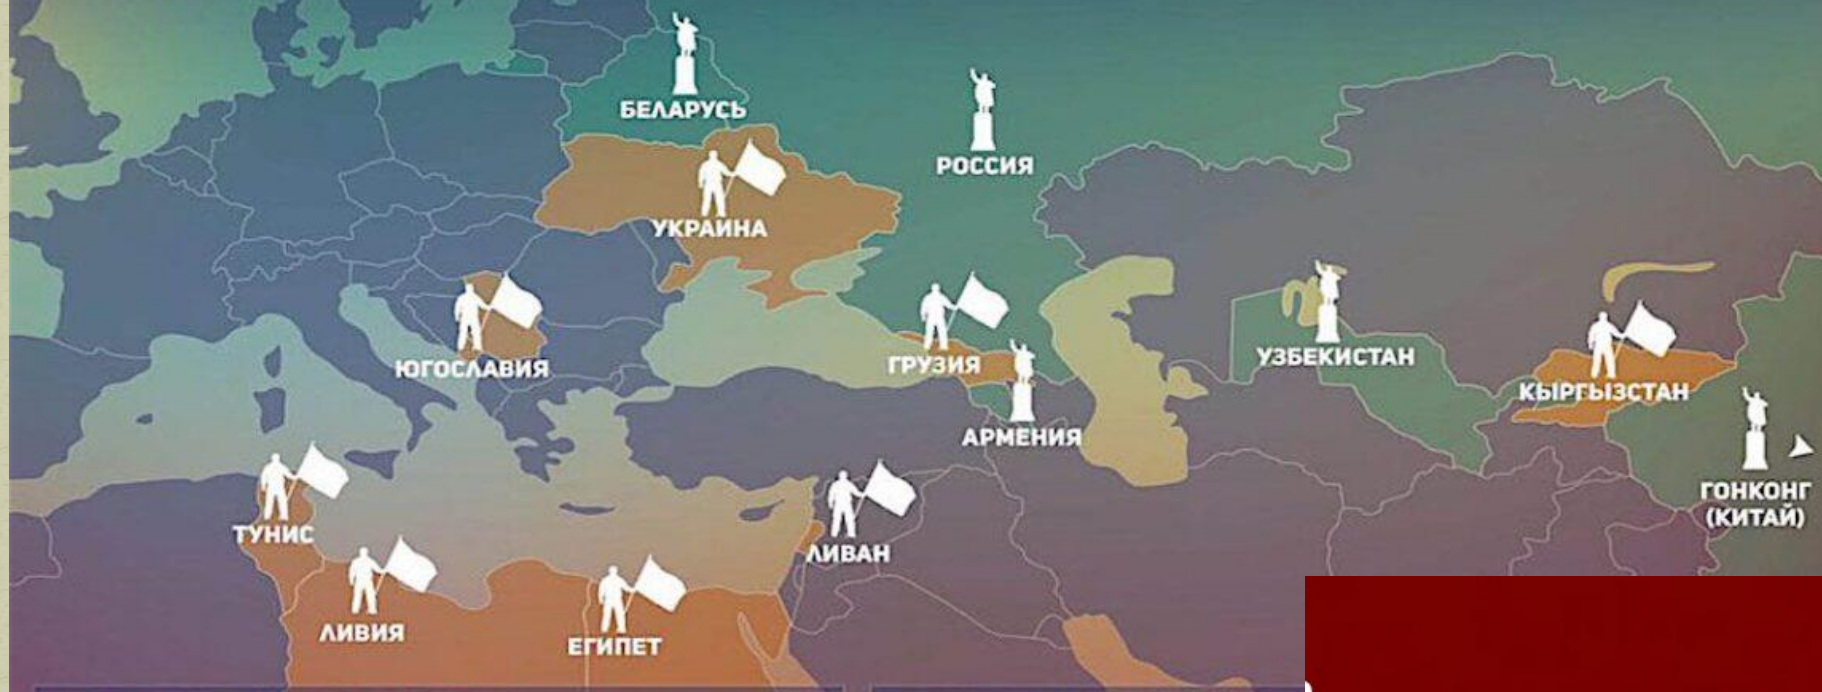 БЕЛАРУСЬ
РОССИЯ
УКРАИНА
ЮГОСЛАВИЯ
ГРУЗИЯ
УЗБЕКИСТАН
КЫРГЫЗСТАН
АРМЕНИЯ
ГОНКОНГ
(КИТАЙ)
ТУНИС
ЛИВАН
ЛИВИЯ
ЕГИПЕТ